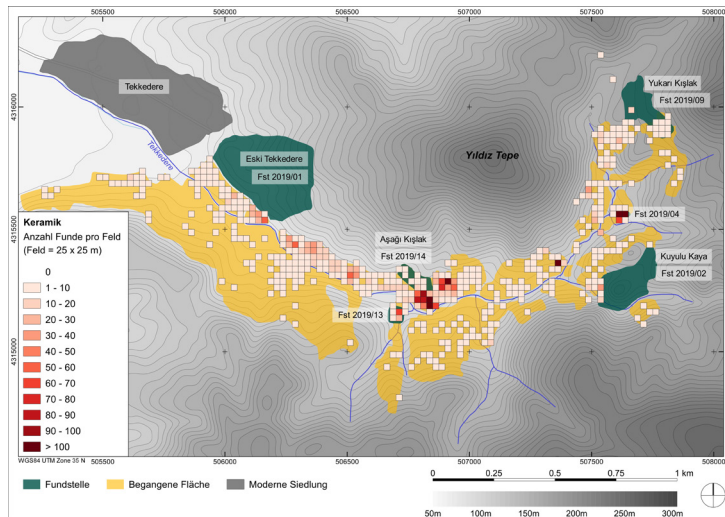 505500
506000
506500
507000
507500
508000
4316000
4315500
4315000
Tekkedere
Tekkedere
Eski Tekkedere
Fst 2019/01
Yıldız Tepe
Yukarı Kışlak
Fst 2019/09
Fst 2019/04
Aşağı Kışlak
Fst 2019/14
Kuyulu Kaya
Fst 2019/02
Fst 2019/13
Keramik
Anzahl Funde pro Feld
(Feld = 25 x 25 m)
0
1 - 10
10 - 20
20 - 30
30 - 40
40 - 50
50 - 60
60 - 70
70 - 80
80 - 90
90 - 100
> 100
WGS84 UTM Zone 35 N
505500
506000
506500
507000
507500
508000
Fundstelle
Begangene Fläche
Moderne Siedlung
0 0.25 0.5 0.75 1 km
50m 100m 150m 200m 250m 300m